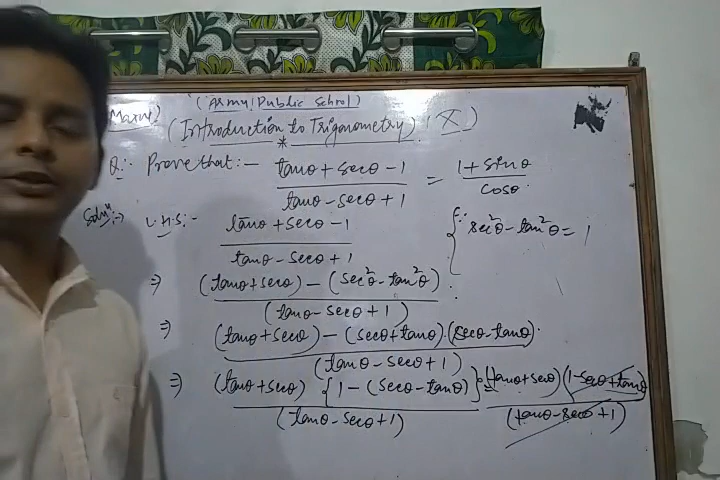 (Army Public School)
(Maths)
(Introduction to Trigonometry) (X)
*
Q:- Prove that:- (tanθ + secθ - 1)/(tanθ - secθ + 1) = (1 + sinθ)/cosθ.
Soln:-) L.H.S:- (tanθ + secθ - 1)/(tanθ - secθ + 1) {∵ sec²θ - tan²θ = 1
⇒ ((tanθ + secθ) - (sec²θ - tan²θ))/(tanθ - secθ + 1).
⇒ ((tanθ + secθ) - (secθ + tanθ).(secθ - tanθ))/(tanθ - secθ + 1).
⇒ ((tanθ + secθ) {1 - (secθ - tanθ)})/(tanθ - secθ + 1) = ((tanθ + secθ) (1 - secθ + tanθ))/(tanθ - secθ + 1)